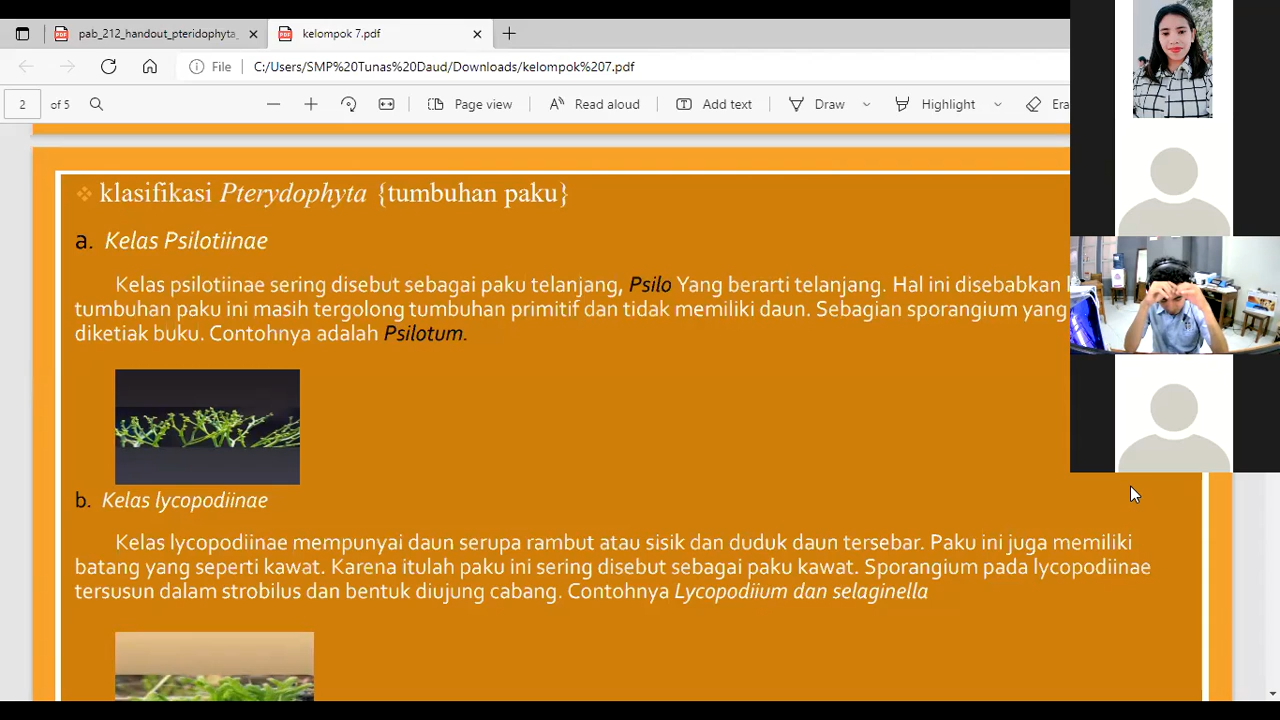 pab_212_handout_pteridophyta_
kelompok 7.pdf
File
C:/Users/SMP%20Tunas%20Daud/Downloads/kelompok%207.pdf
2 of 5
Page view
Read aloud
Add text
Draw
Highlight
Era
klasifikasi Pterydophyta {tumbuhan paku}
a. Kelas Psilotiinae
Kelas psilotiinae sering disebut sebagai paku telanjang, Psilo Yang berarti telanjang. Hal ini disebabkan
tumbuhan paku ini masih tergolong tumbuhan primitif dan tidak memiliki daun. Sebagian sporangium yang
diketiak buku. Contohnya adalah Psilotum.
b. Kelas lycopodiinae
Kelas lycopodiinae mempunyai daun serupa rambut atau sisik dan duduk daun tersebar. Paku ini juga memiliki
batang yang seperti kawat. Karena itulah paku ini sering disebut sebagai paku kawat. Sporangium pada lycopodiinae
tersusun dalam strobilus dan bentuk diujung cabang. Contohnya Lycopodiium dan selaginella